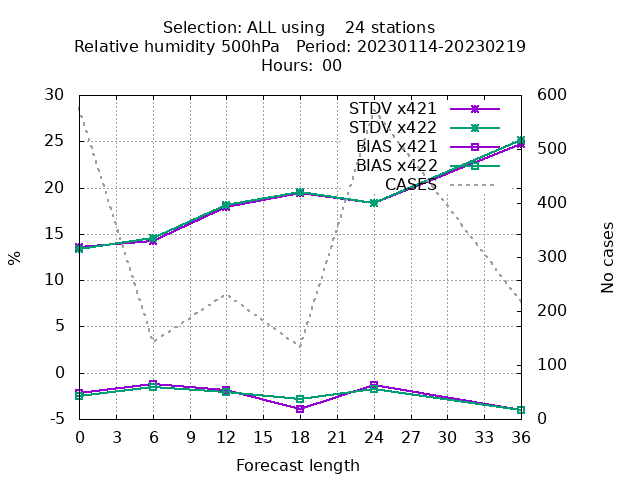 Selection: ALL using 24 stations
Relative humidity 500hPa Period: 20230114-20230219
Hours: 00
30
25
20
15
10
5
0
-5
%
600
500
400
300
200
100
0
No cases
STDV x421
STDV x422
BIAS x421
BIAS x422
CASES
0 3 6 9 12 15 18 21 24 27 30 33 36
Forecast length